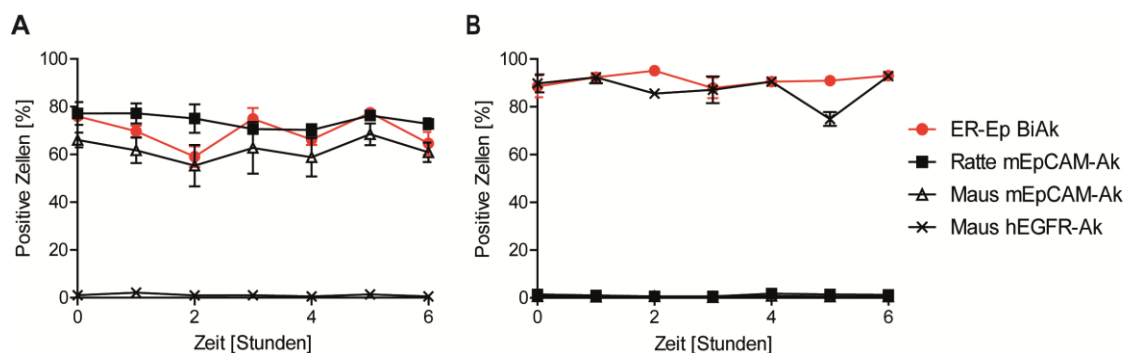 A
Positive Zellen [%]
100
80
60
40
20
0
0
2
4
6
Zeit [Stunden]
B
Positive Zellen [%]
100
80
60
40
20
0
0
2
4
6
Zeit [Stunden]
ER-Ep BiAk
Ratte mEpCAM-Ak
Maus mEpCAM-Ak
Maus hEGFR-Ak